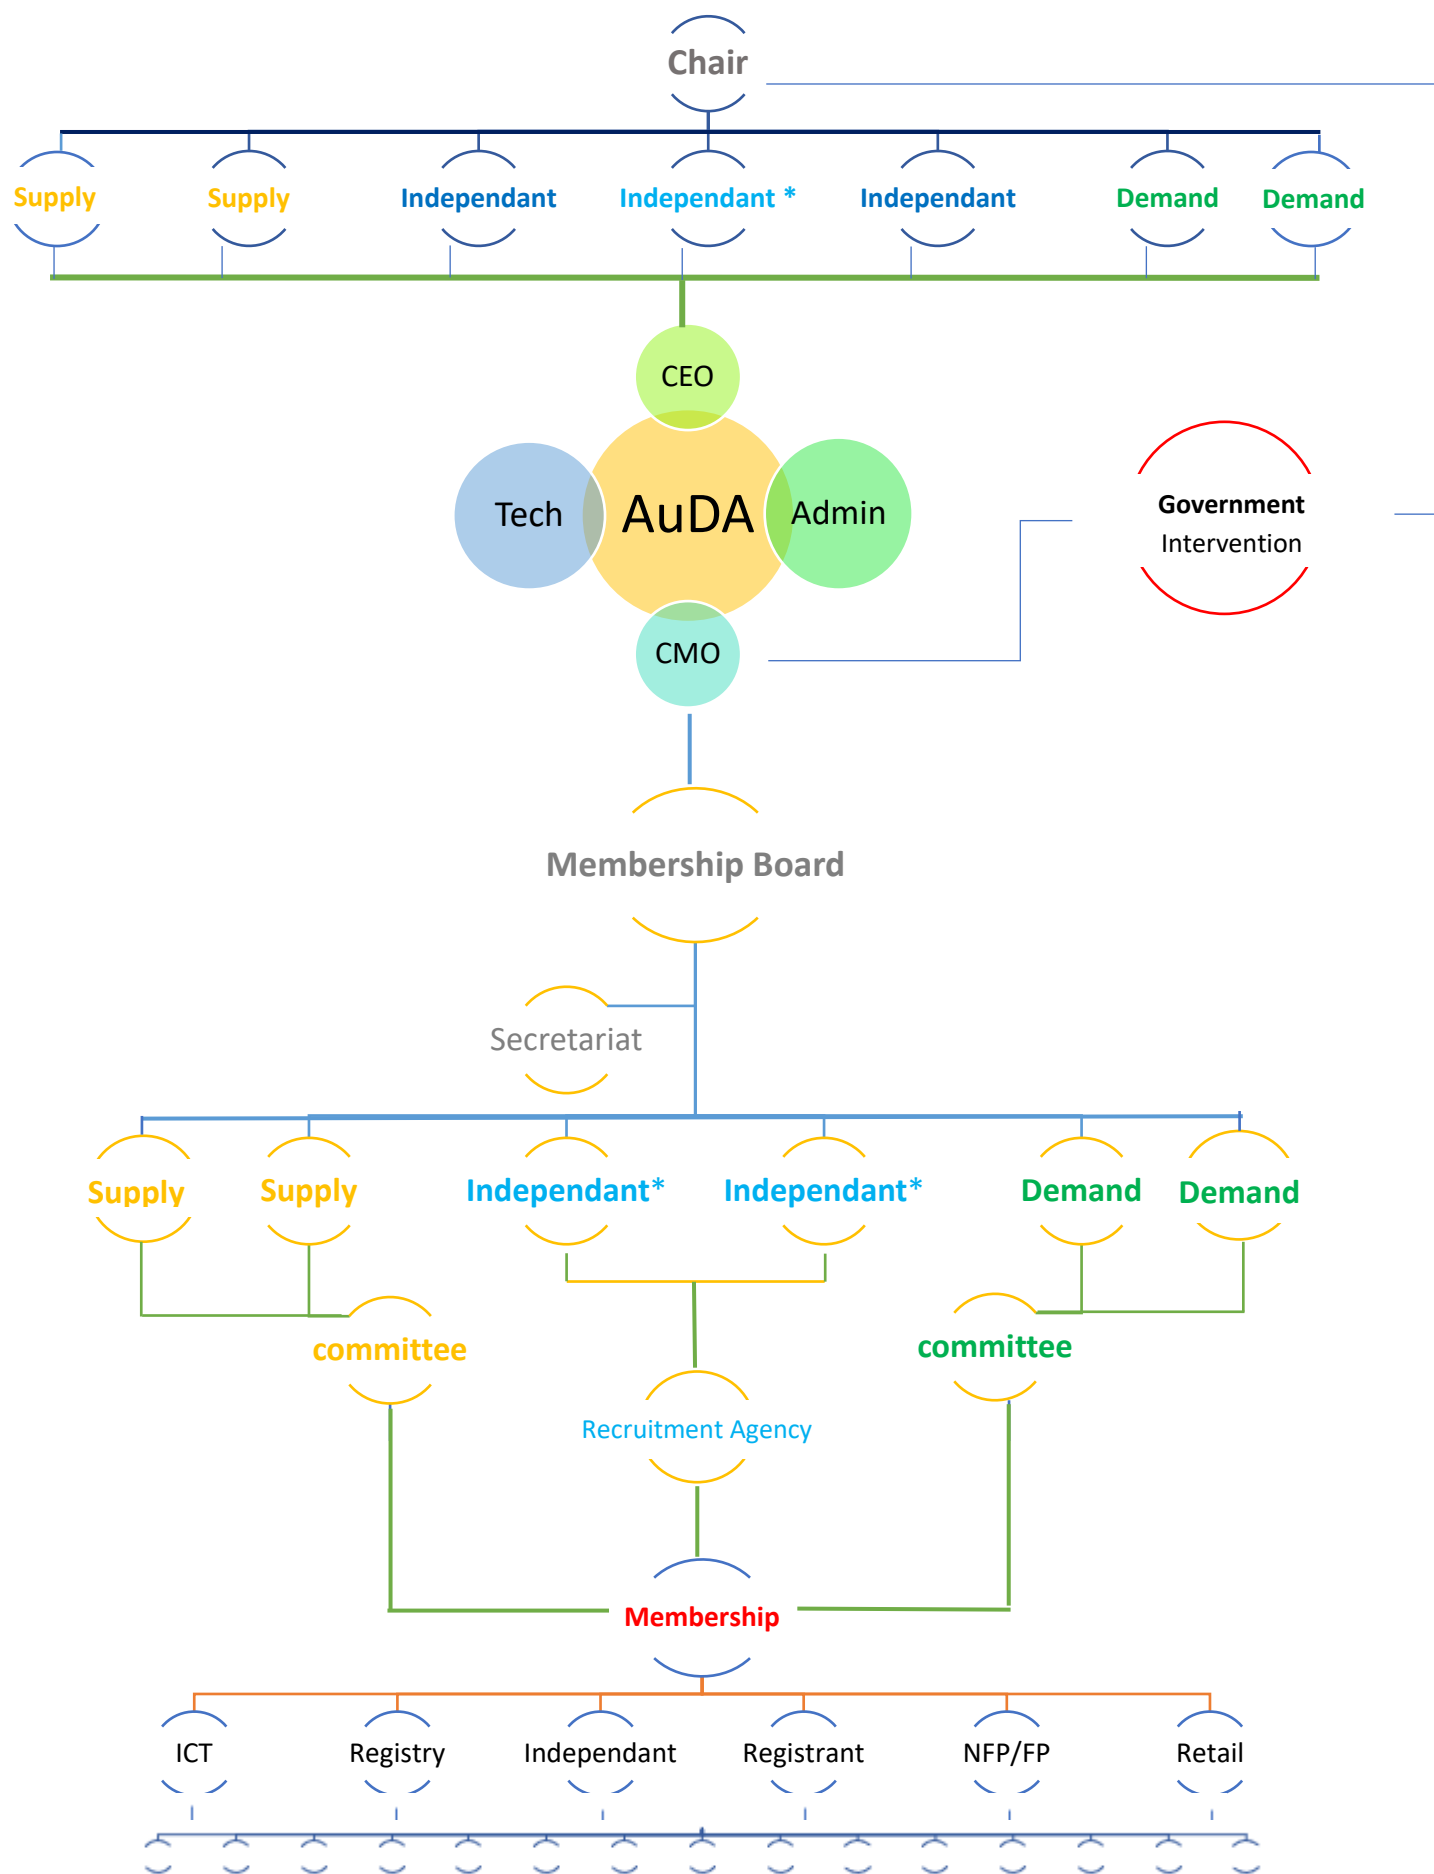 Chair
Supply
Supply
Independant
Independant *
Independant
Demand
Demand
CEO
Tech
AuDA
Admin
Government
Intervention
CMO
Membership Board
Secretariat
Supply
Supply
Independant*
Independant*
Demand
Demand
committee
committee
Recruitment Agency
Membership
ICT
Registry
Independant
Registrant
NFP/FP
Retail